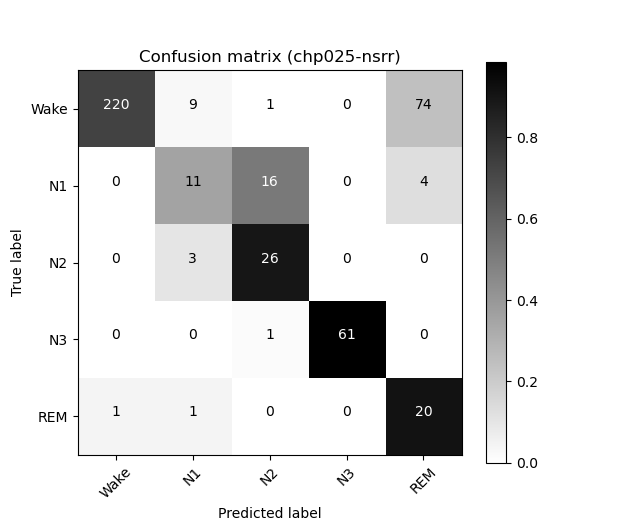 Confusion matrix (chp025-nsrr)
True label
Wake 220 9 1 0 74
N1 0 11 16 0 4
N2 0 3 26 0 0
N3 0 0 1 61 0
REM 1 1 0 0 20
Wake N1 N2 N3 REM
Predicted label
0.8
0.6
0.4
0.2
0.0